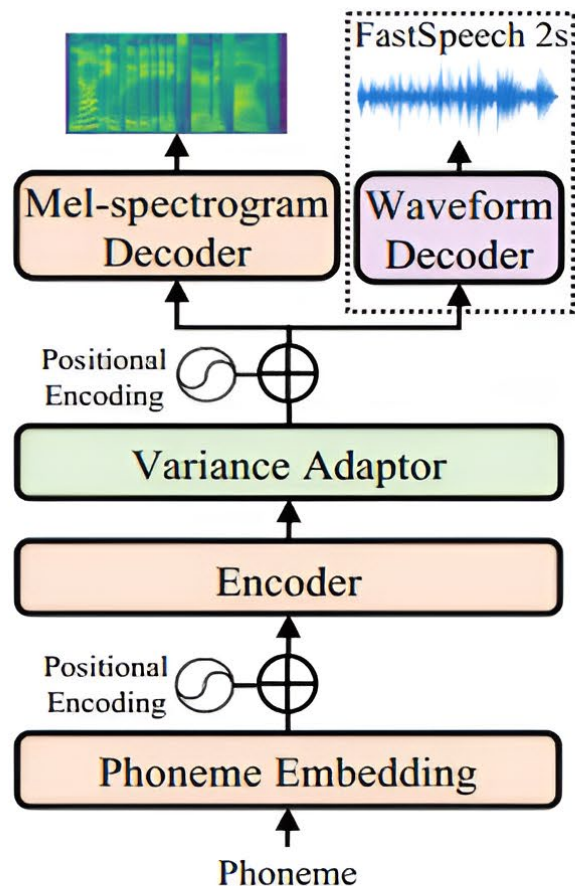 FastSpeech 2s
Mel-spectrogram
Decoder
Waveform
Decoder
Positional
Encoding
Variance Adaptor
Encoder
Positional
Encoding
Phoneme Embedding
Phoneme